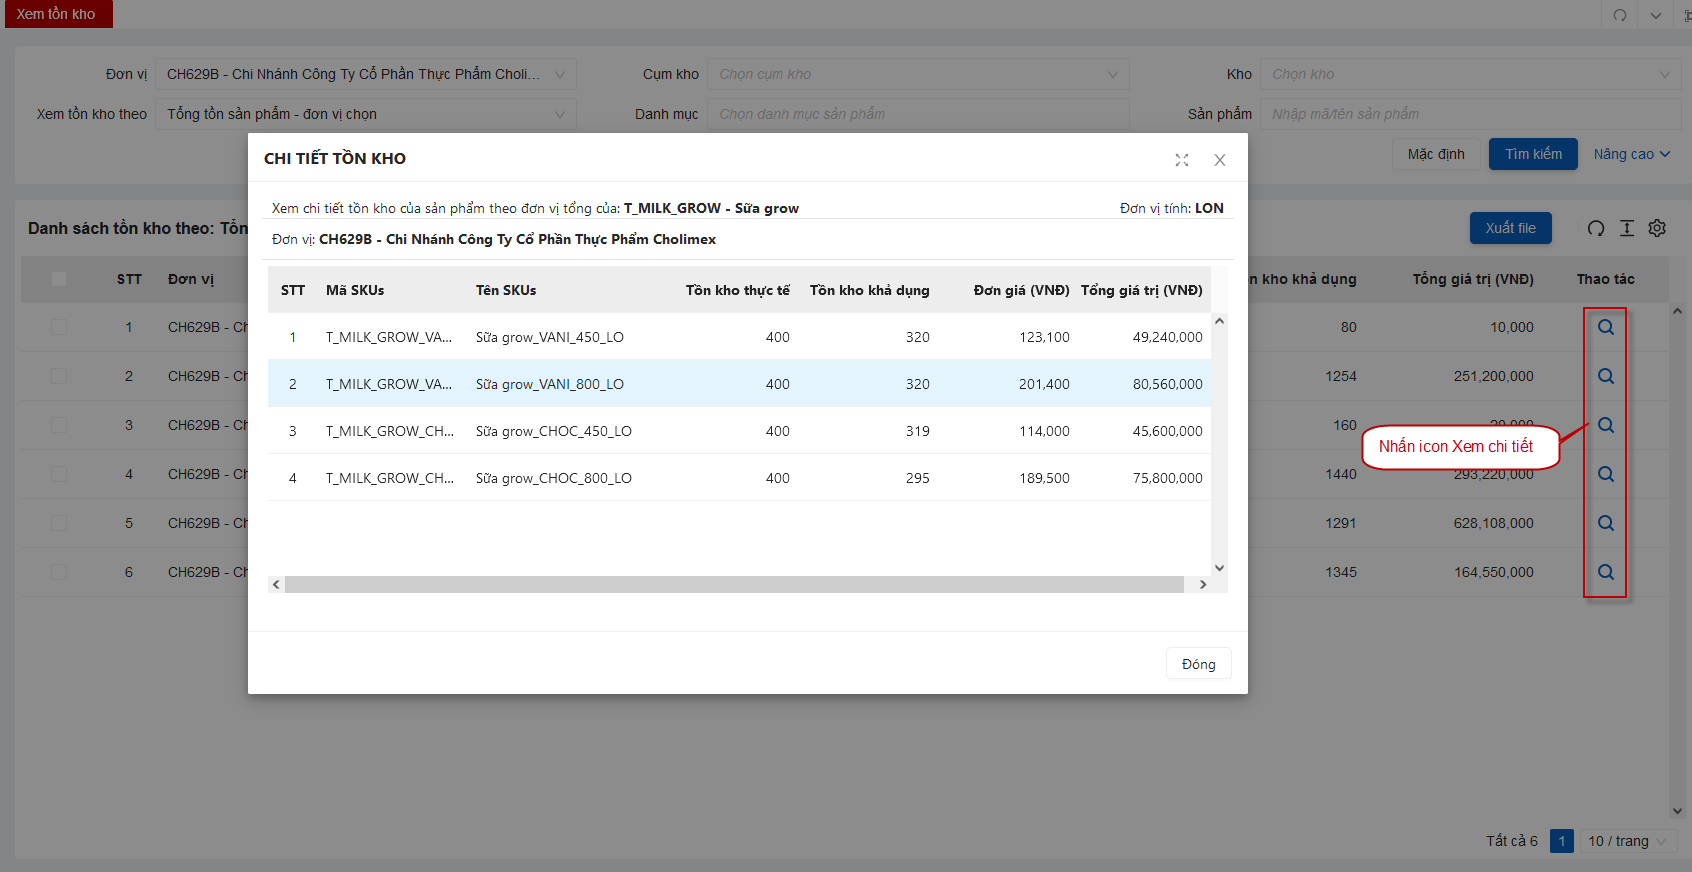 Xem tồn kho
Đơn vị CH629B - Chi Nhánh Công Ty Cổ Phần Thực Phẩm Choli... Cụm kho Chọn cụm kho Kho Chọn kho
Xem tồn kho theo Tổng tồn sản phẩm - đơn vị chọn Danh mục Chọn danh mục sản phẩm Sản phẩm Nhập mã/tên sản phẩm
Mặc định Tìm kiếm Nâng cao
CHI TIẾT TỒN KHO
Xem chi tiết tồn kho của sản phẩm theo đơn vị tổng của: T_MILK_GROW - Sữa grow Đơn vị tính: LON
Đơn vị: CH629B - Chi Nhánh Công Ty Cổ Phần Thực Phẩm Cholimex
STT Mã SKUs Tên SKUs Tồn kho thực tế Tồn kho khả dụng Đơn giá (VNĐ) Tổng giá trị (VNĐ)
1 T_MILK_GROW_VA... Sữa grow_VANI_450_LO 400 320 123,100 49,240,000
2 T_MILK_GROW_VA... Sữa grow_VANI_800_LO 400 320 201,400 80,560,000
3 T_MILK_GROW_CH... Sữa grow_CHOC_450_LO 400 319 114,000 45,600,000
4 T_MILK_GROW_CH... Sữa grow_CHOC_800_LO 400 295 189,500 75,800,000
Đóng
Danh sách tồn kho theo: Tổn Xuất file
STT Đơn vị n kho khả dụng Tổng giá trị (VNĐ) Thao tác
1 CH629B - Ch 80 10,000
2 CH629B - Ch 1254 251,200,000
3 CH629B - Ch 160
Nhấn icon Xem chi tiết
4 CH629B - Ch 1440 293,220,000
5 CH629B - Ch 1291 628,108,000
6 CH629B - Ch 1345 164,550,000
Tất cả 6 1 10 / trang